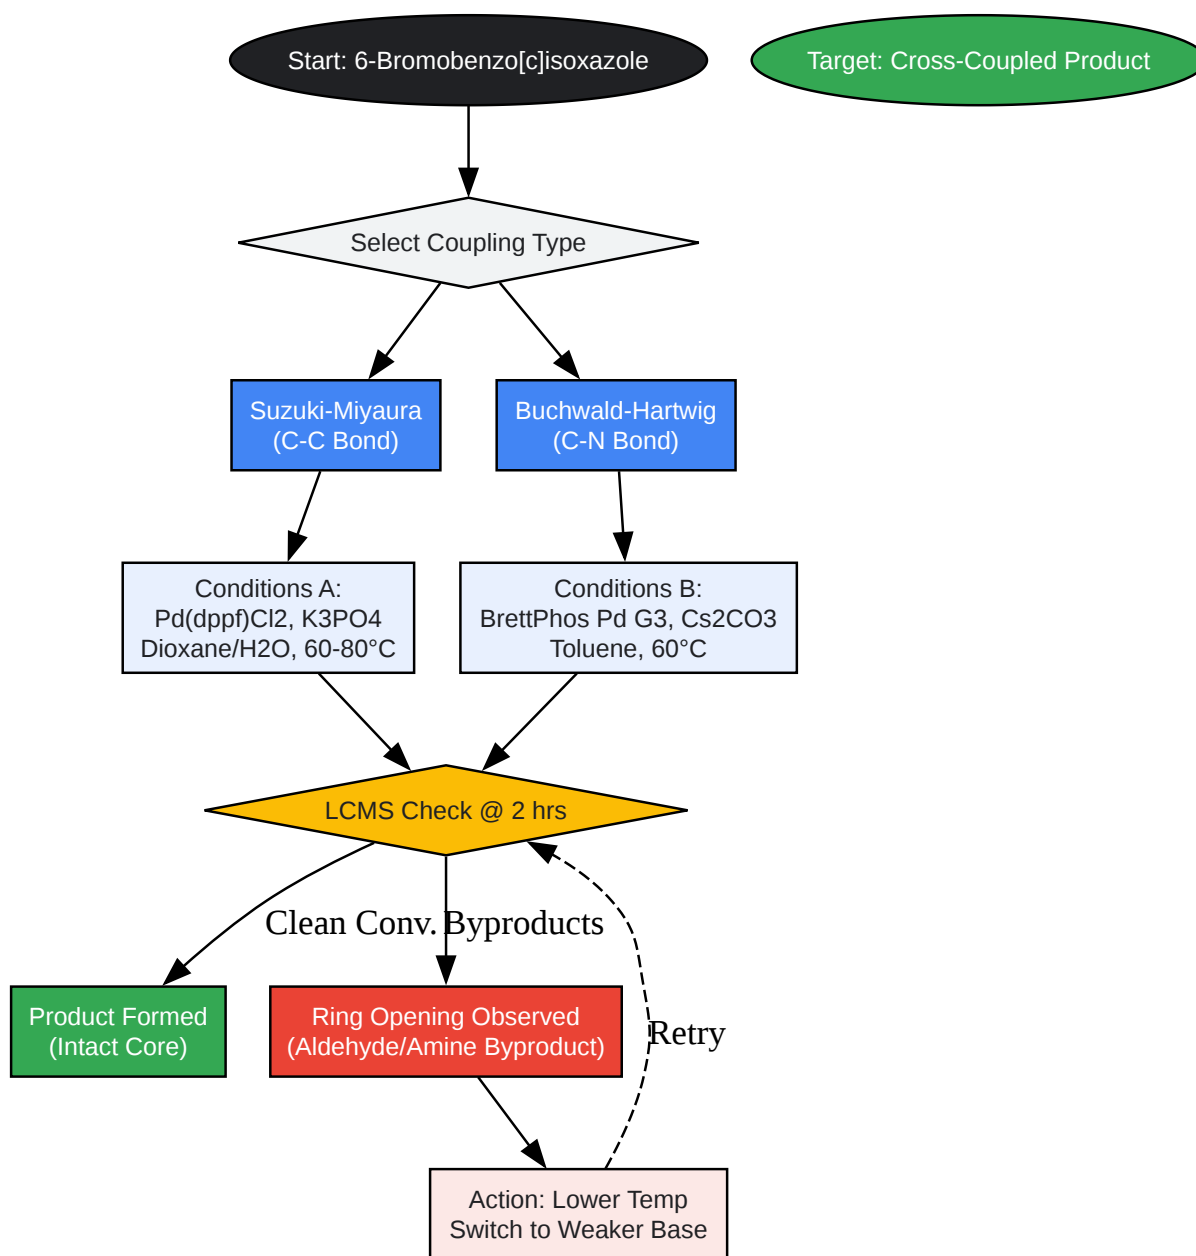 Start: 6-Bromobenzo[c]isoxazole
Target: Cross-Coupled Product
Select Coupling Type
Suzuki-Miyaura
(C-C Bond)
Buchwald-Hartwig
(C-N Bond)
Conditions A:
Pd(dppf)Cl2, K3PO4
Dioxane/H2O, 60-80°C
Conditions B:
BrettPhos Pd G3, Cs2CO3
Toluene, 60°C
LCMS Check @ 2 hrs
Clean Conv.
Byproducts
Product Formed
(Intact Core)
Ring Opening Observed
(Aldehyde/Amine Byproduct)
Retry
Action: Lower Temp
Switch to Weaker Base